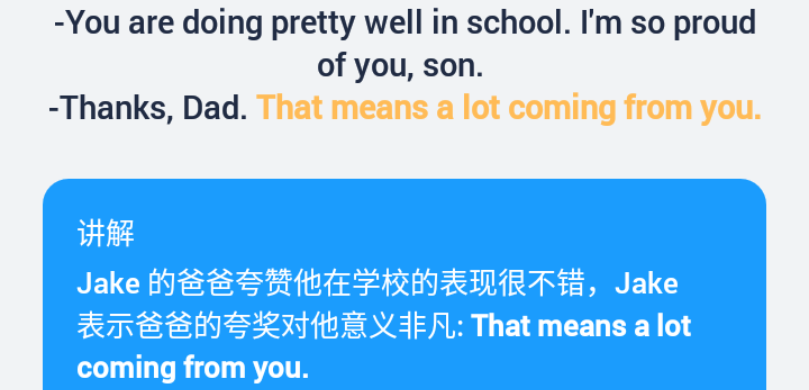 -You are doing pretty well in school. I'm so proud
of you, son.
-Thanks, Dad. That means a lot coming from you.
讲解
Jake 的爸爸夸赞他在学校的表现很不错，Jake
表示爸爸的夸奖对他意义非凡: That means a lot
coming from you.